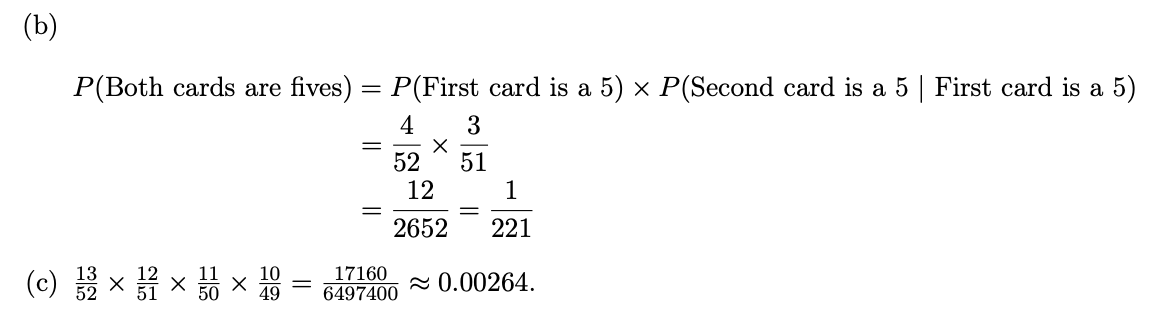 (b)
P(Both cards are fives) = P(First card is a 5) × P(Second card is a 5 | First card is a 5)
= 4/52 × 3/51
= 12/2652 = 1/221
(c) 13/52 × 12/51 × 11/50 × 10/49 = 17160/6497400 ≈ 0.00264.